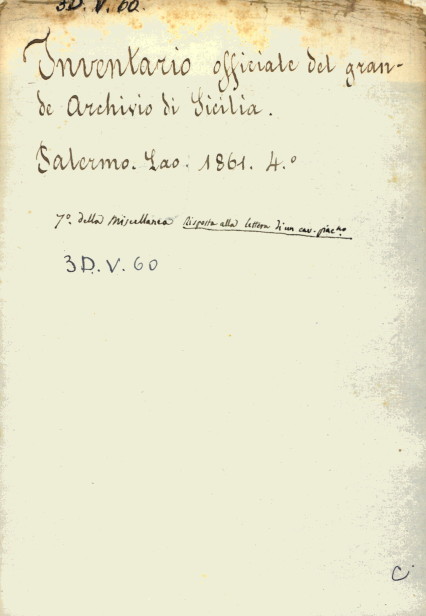 3D. V. 60.
Inventario officiale del gran-
de Archivio di Sicilia.
Palermo. Lao. 1861. 4.º
7º. della Miscellanea Risposta alla lettera di un cav. piac.no
3D.V.60
C